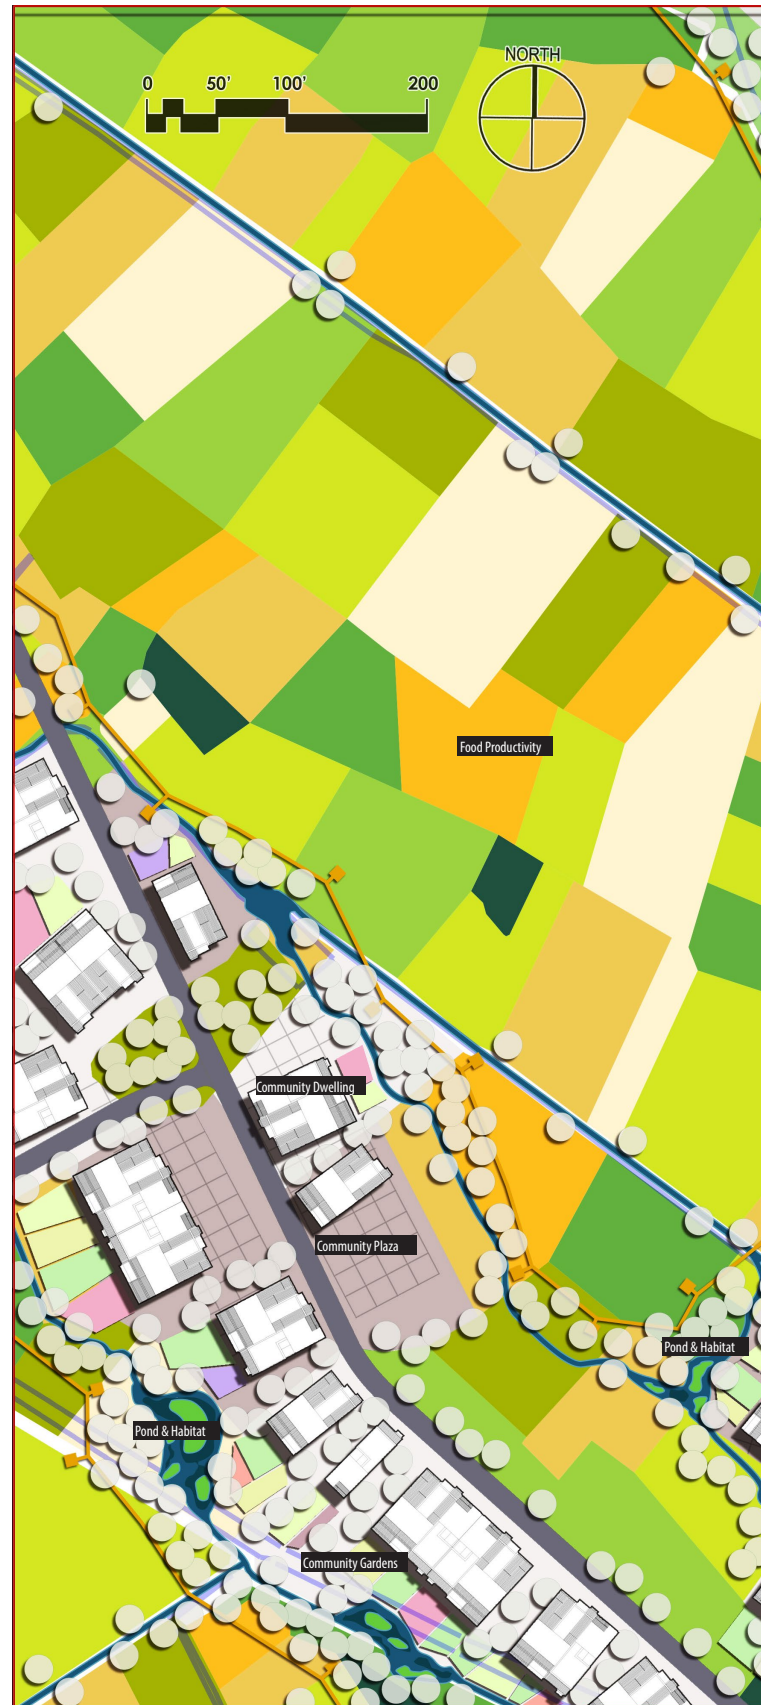 NORTH
0 50' 100' 200
Food Productivity
Community Dwelling
Community Plaza
Pond & Habitat
Pond & Habitat
Community Gardens